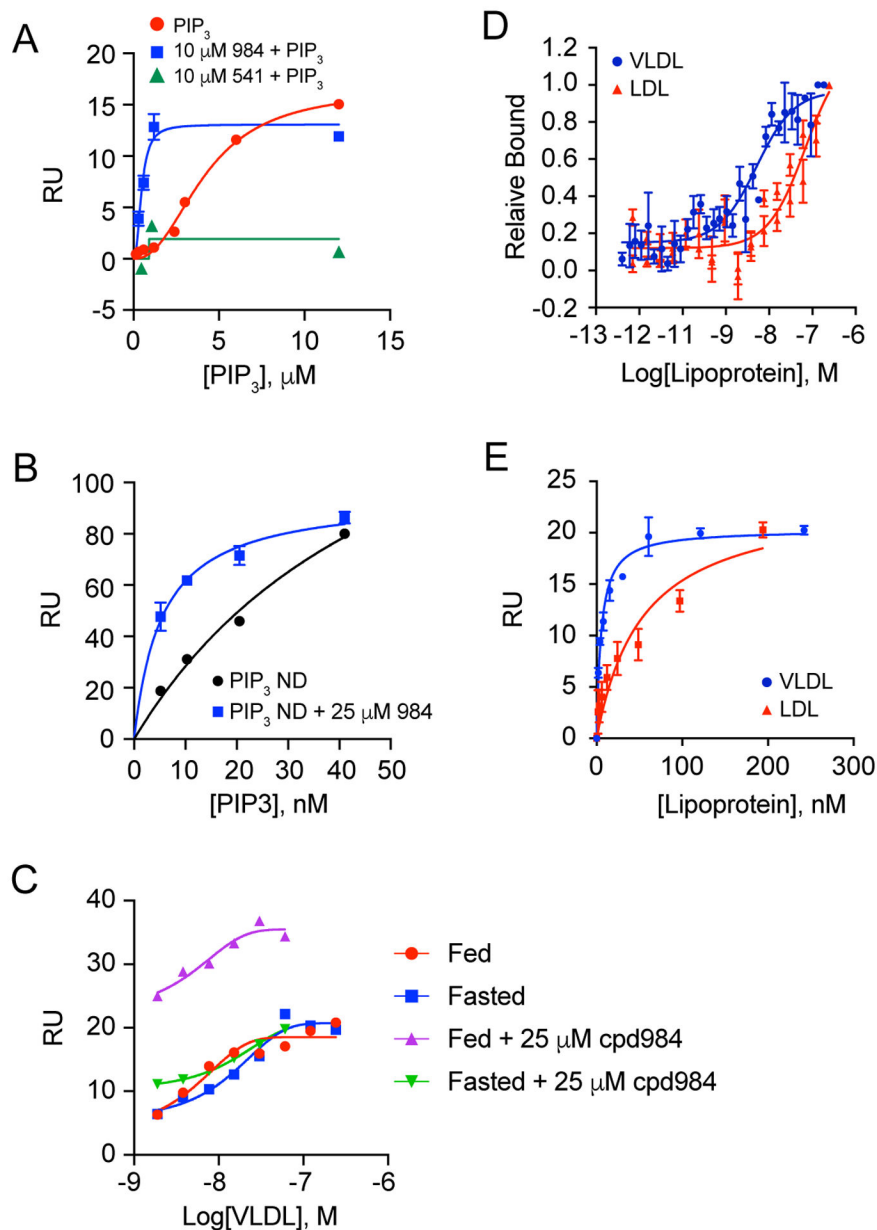 A
PIP3
10 μM 984 + PIP3
10 μM 541 + PIP3
20
15
10
5
0
-5
RU
0 5 10 15
[PIP3], μM
B
100
80
60
40
20
0
RU
PIP3 ND
PIP3 ND + 25 μM 984
0 10 20 30 40 50
[PIP3], nM
C
40
30
20
10
0
RU
-9 -8 -7 -6
Log[VLDL], M
Fed
Fasted
Fed + 25 μM cpd984
Fasted + 25 μM cpd984
D
VLDL
LDL
1.2
1.0
0.8
0.6
0.4
0.2
0.0
-0.2
Relaive Bound
-13 -12 -11 -10 -9 -8 -7 -6
Log[Lipoprotein], M
E
25
20
15
10
5
0
RU
VLDL
LDL
0 100 200 300
[Lipoprotein], nM